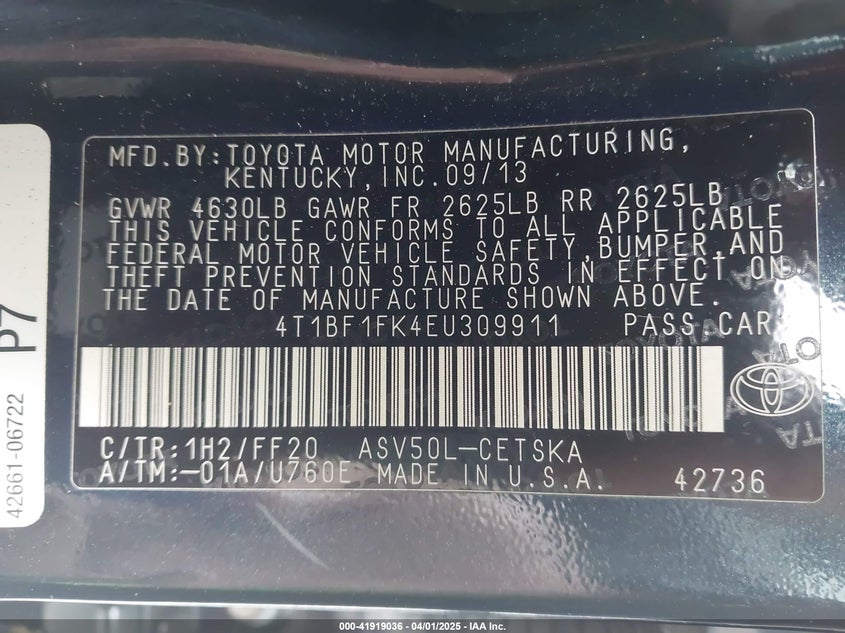 MFD.BY:TOYOTA MOTOR MANUFACTURING,
KENTUCKY,INC.09/13
GVWR 4630LB GAWR FR 2625LB RR 2625LB
THIS VEHICLE CONFORMS TO ALL APPLICABLE
FEDERAL MOTOR VEHICLE SAFETY,BUMPER,AND
THEFT PREVENTION STANDARDS IN EFFECT ON
THE DATE OF MANUFACTURE SHOWN ABOVE.
4T1BF1FK4EU309911 PASS.CAR
C/TR:1H2/FF20 ASV50L-CETSKA
A/TM:-01A/U760E MADE IN U.S.A. 42736
P7
42661-06722
000-41919036 - 04/01/2025 - IAA Inc.